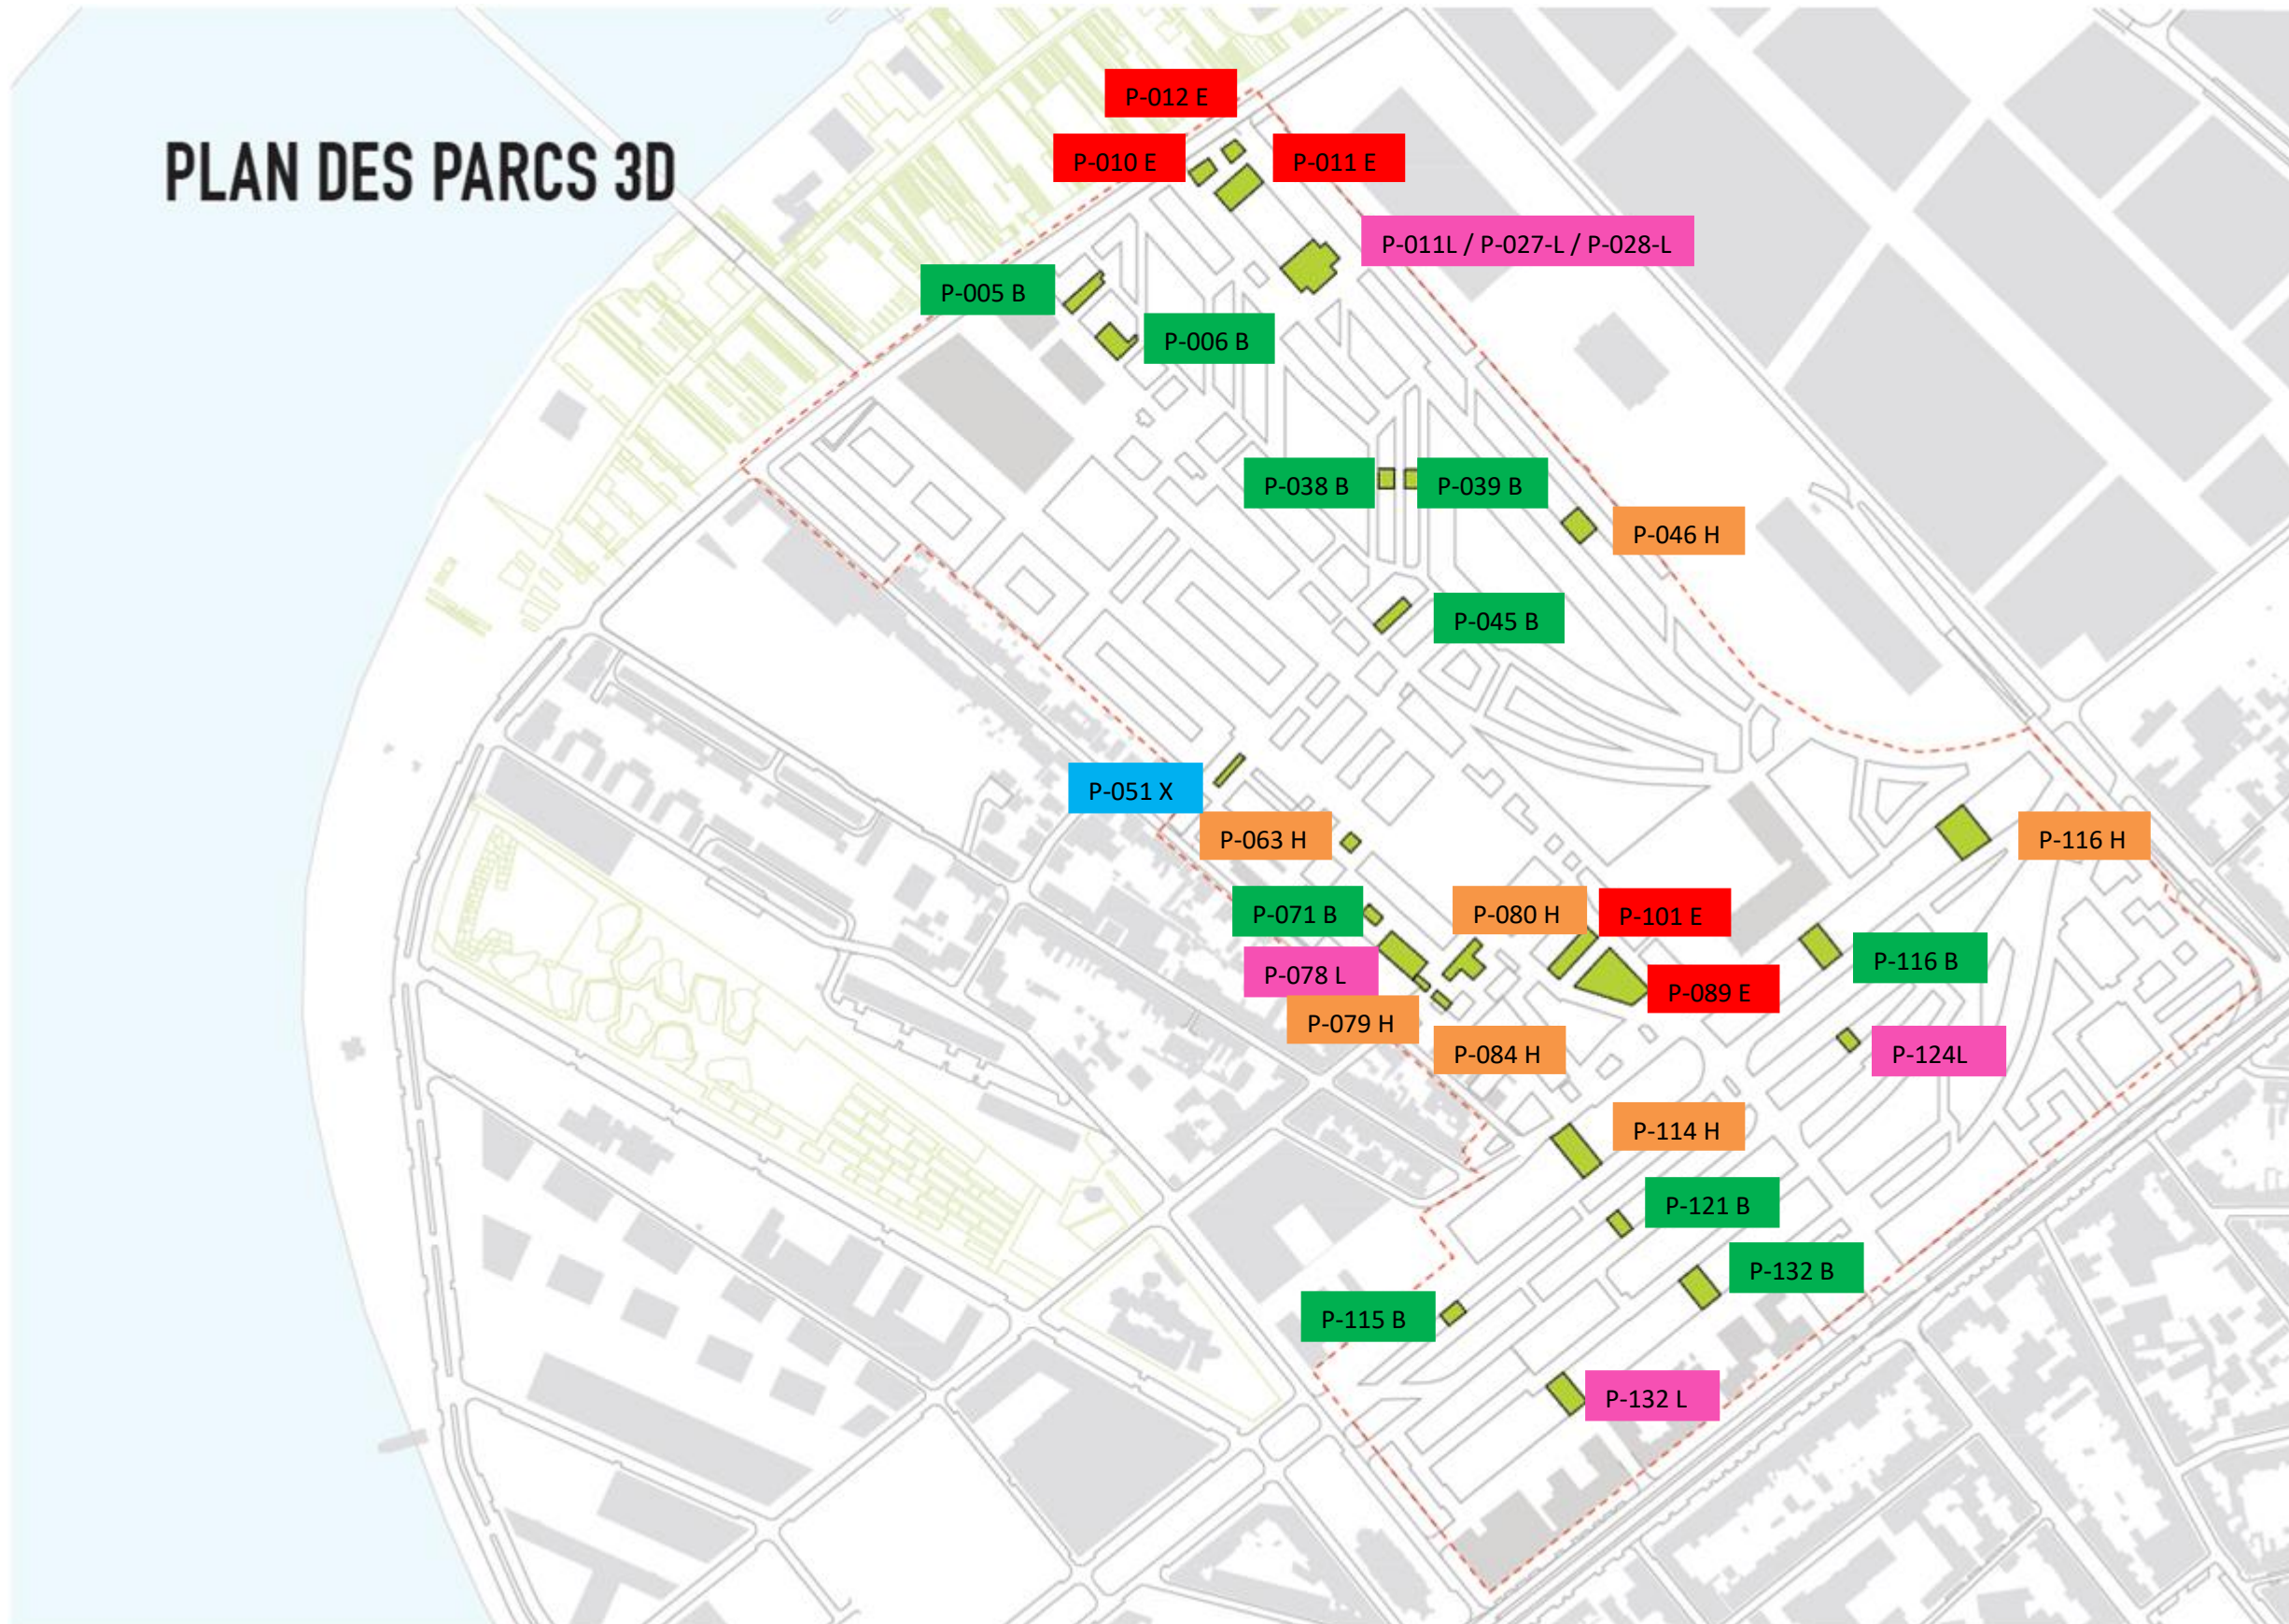 P-012 E
PLAN DES PARCS 3D
P-010 E
P-011 E
P-011L / P-027-L / P-028-L
P-005 B
P-006 B
P-038 B
P-039 B
P-046 H
P-045 B
P-051 X
P-063 H
P-116 H
P-071 B
P-080 H
P-101 E
P-116 B
P-078 L
P-089 E
P-079 H
P-084 H
P-124L
P-114 H
P-121 B
P-132 B
P-115 B
P-132 L